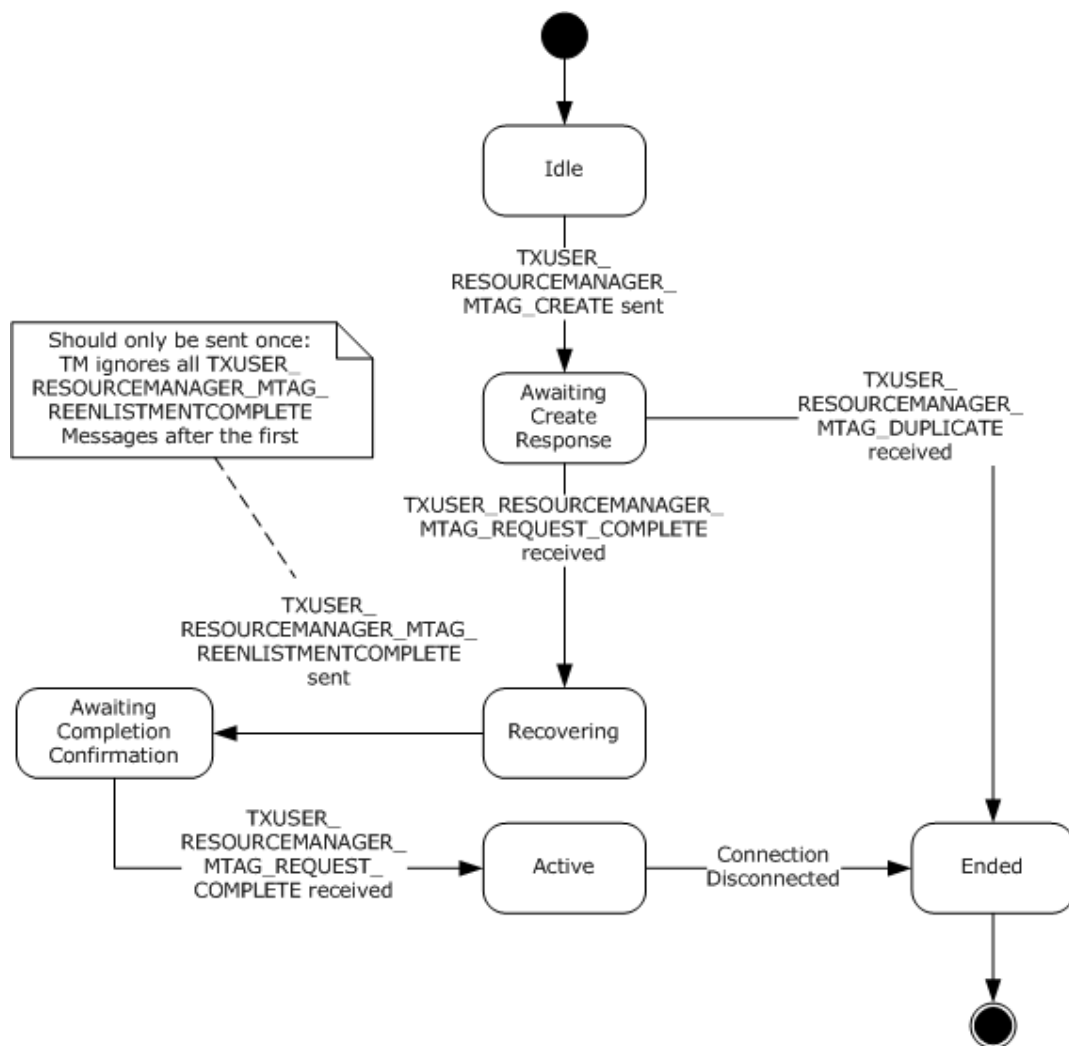 Idle
TXUSER_
RESOURCEMANAGER_
MTAG_CREATE sent
Should only be sent once:
TM ignores all TXUSER_
RESOURCEMANAGER_MTAG_
REENLISTMENTCOMPLETE
Messages after the first
Awaiting
Create
Response
TXUSER_
RESOURCEMANAGER_
MTAG_DUPLICATE
received
TXUSER_RESOURCEMANAGER_
MTAG_REQUEST_COMPLETE
received
TXUSER_
RESOURCEMANAGER_MTAG_
REENLISTMENTCOMPLETE
sent
Awaiting
Completion
Confirmation
Recovering
TXUSER_
RESOURCEMANAGER_
MTAG_REQUEST_
COMPLETE received
Active
Connection
Disconnected
Ended